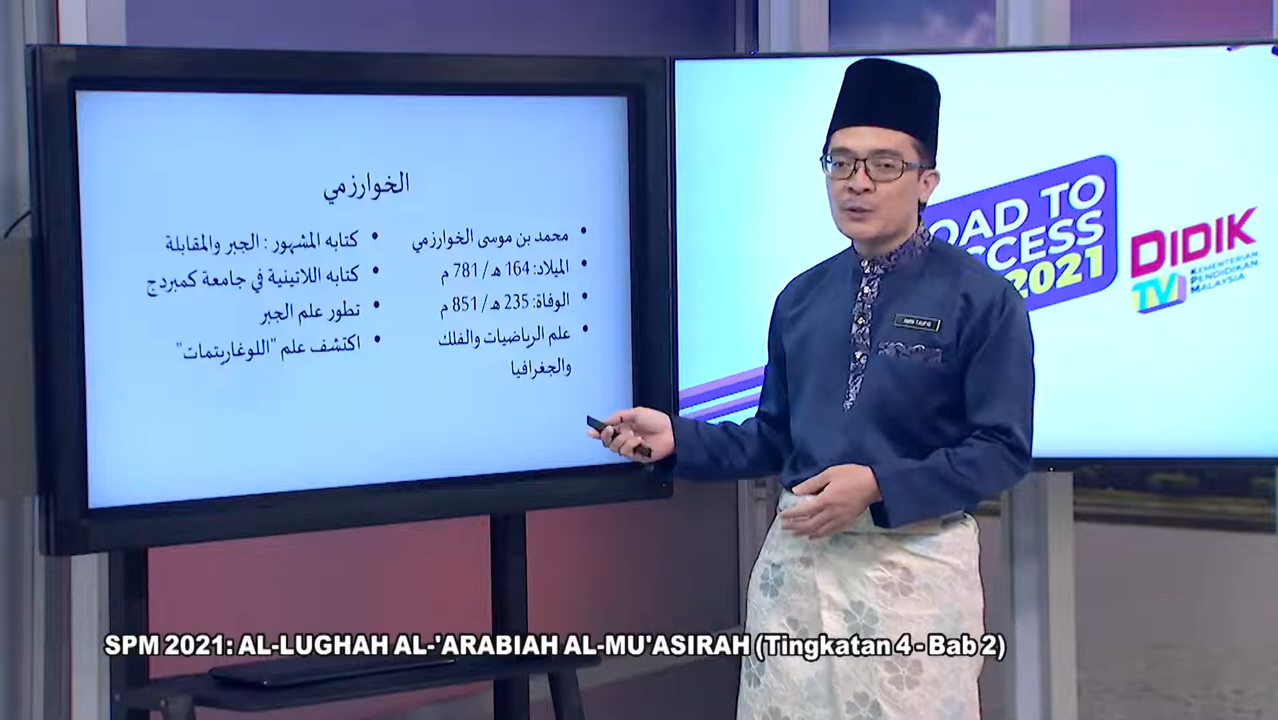 الخوارزمي
محمد بن موسى الخوارزمي
الميلاد: 164 هـ / 781 م
الوفاة: 235 هـ / 851 م
علم الرياضيات والفلك
والجغرافيا
كتابه المشهور : الجبر والمقابلة
كتابه اللاتينية في جامعة كمبردج
تطور علم الجبر
اكتشف علم "اللوغاريتمات"
OAD TO
CCESS
2021
DIDIK
TV
KEMENTERIAN
PENDIDIKAN
MALAYSIA
SPM 2021: AL-LUGHAH AL-'ARABIAH AL-MU'ASIRAH (Tingkatan 4 - Bab 2)